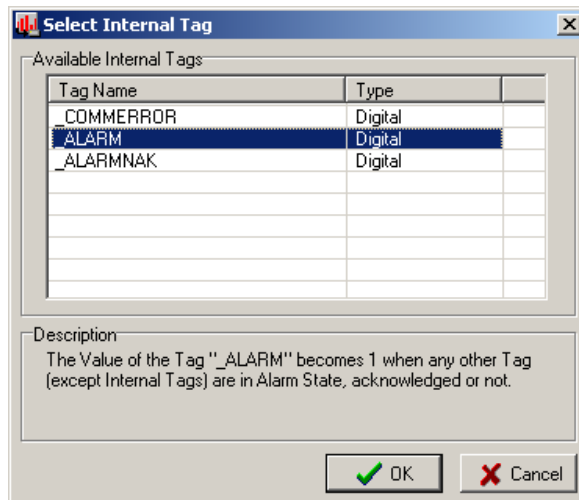 Select Internal Tag
Available Internal Tags
Tag Name Type
_COMMERROR Digital
_ALARM Digital
_ALARMNAK Digital
Description
The Value of the Tag "_ALARM" becomes 1 when any other Tag
(except Internal Tags) are in Alarm State, acknowledged or not.
OK Cancel